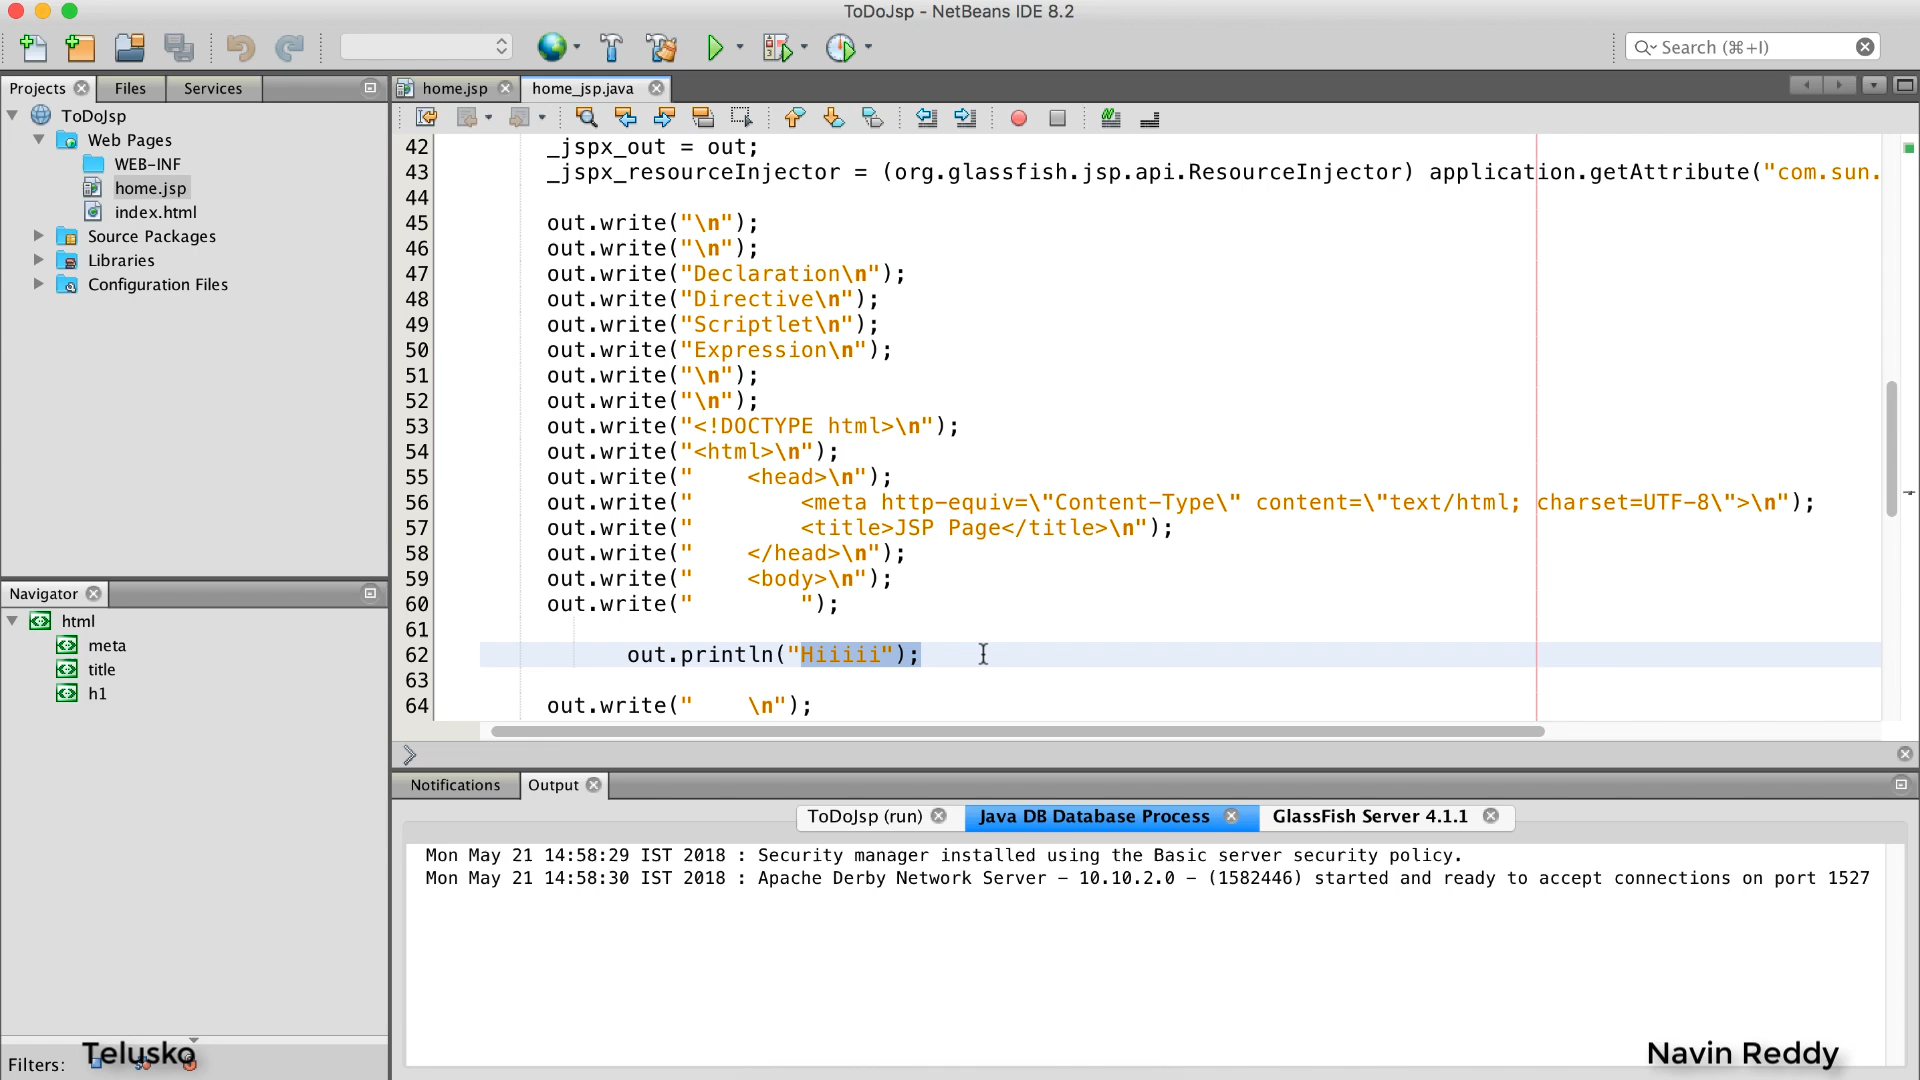 ToDoJsp - NetBeans IDE 8.2
Search (⌘+I)
Projects
Files
Services
home.jsp
home_jsp.java
ToDoJsp
Web Pages
WEB-INF
home.jsp
index.html
Source Packages
Libraries
Configuration Files
42 _jspx_out = out;
43 _jspx_resourceInjector = (org.glassfish.jsp.api.ResourceInjector) application.getAttribute("com.sun.
44
45 out.write("\n");
46 out.write("\n");
47 out.write("Declaration\n");
48 out.write("Directive\n");
49 out.write("Scriptlet\n");
50 out.write("Expression\n");
51 out.write("\n");
52 out.write("\n");
53 out.write("<!DOCTYPE html>\n");
54 out.write("<html>\n");
55 out.write("    <head>\n");
56 out.write("        <meta http-equiv=\"Content-Type\" content=\"text/html; charset=UTF-8\">\n");
57 out.write("        <title>JSP Page</title>\n");
58 out.write("    </head>\n");
59 out.write("    <body>\n");
60 out.write("        ");
61
62 out.println("Hiiiii");
63
64 out.write("    \n");
Navigator
html
meta
title
h1
Filters:
Notifications
Output
ToDoJsp (run)
Java DB Database Process
GlassFish Server 4.1.1
Mon May 21 14:58:29 IST 2018 : Security manager installed using the Basic server security policy.
Mon May 21 14:58:30 IST 2018 : Apache Derby Network Server - 10.10.2.0 - (1582446) started and ready to accept connections on port 1527
Telusko
Navin Reddy